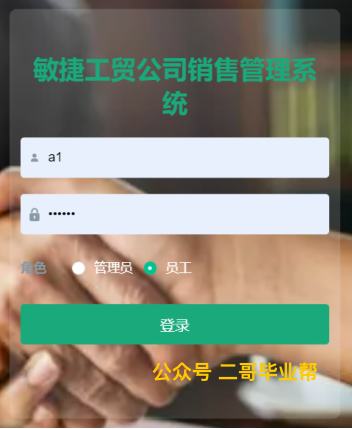 敏捷工贸公司销售管理系
统
a1
••••••
角色 管理员 员工
登录
公众号 二哥毕业帮